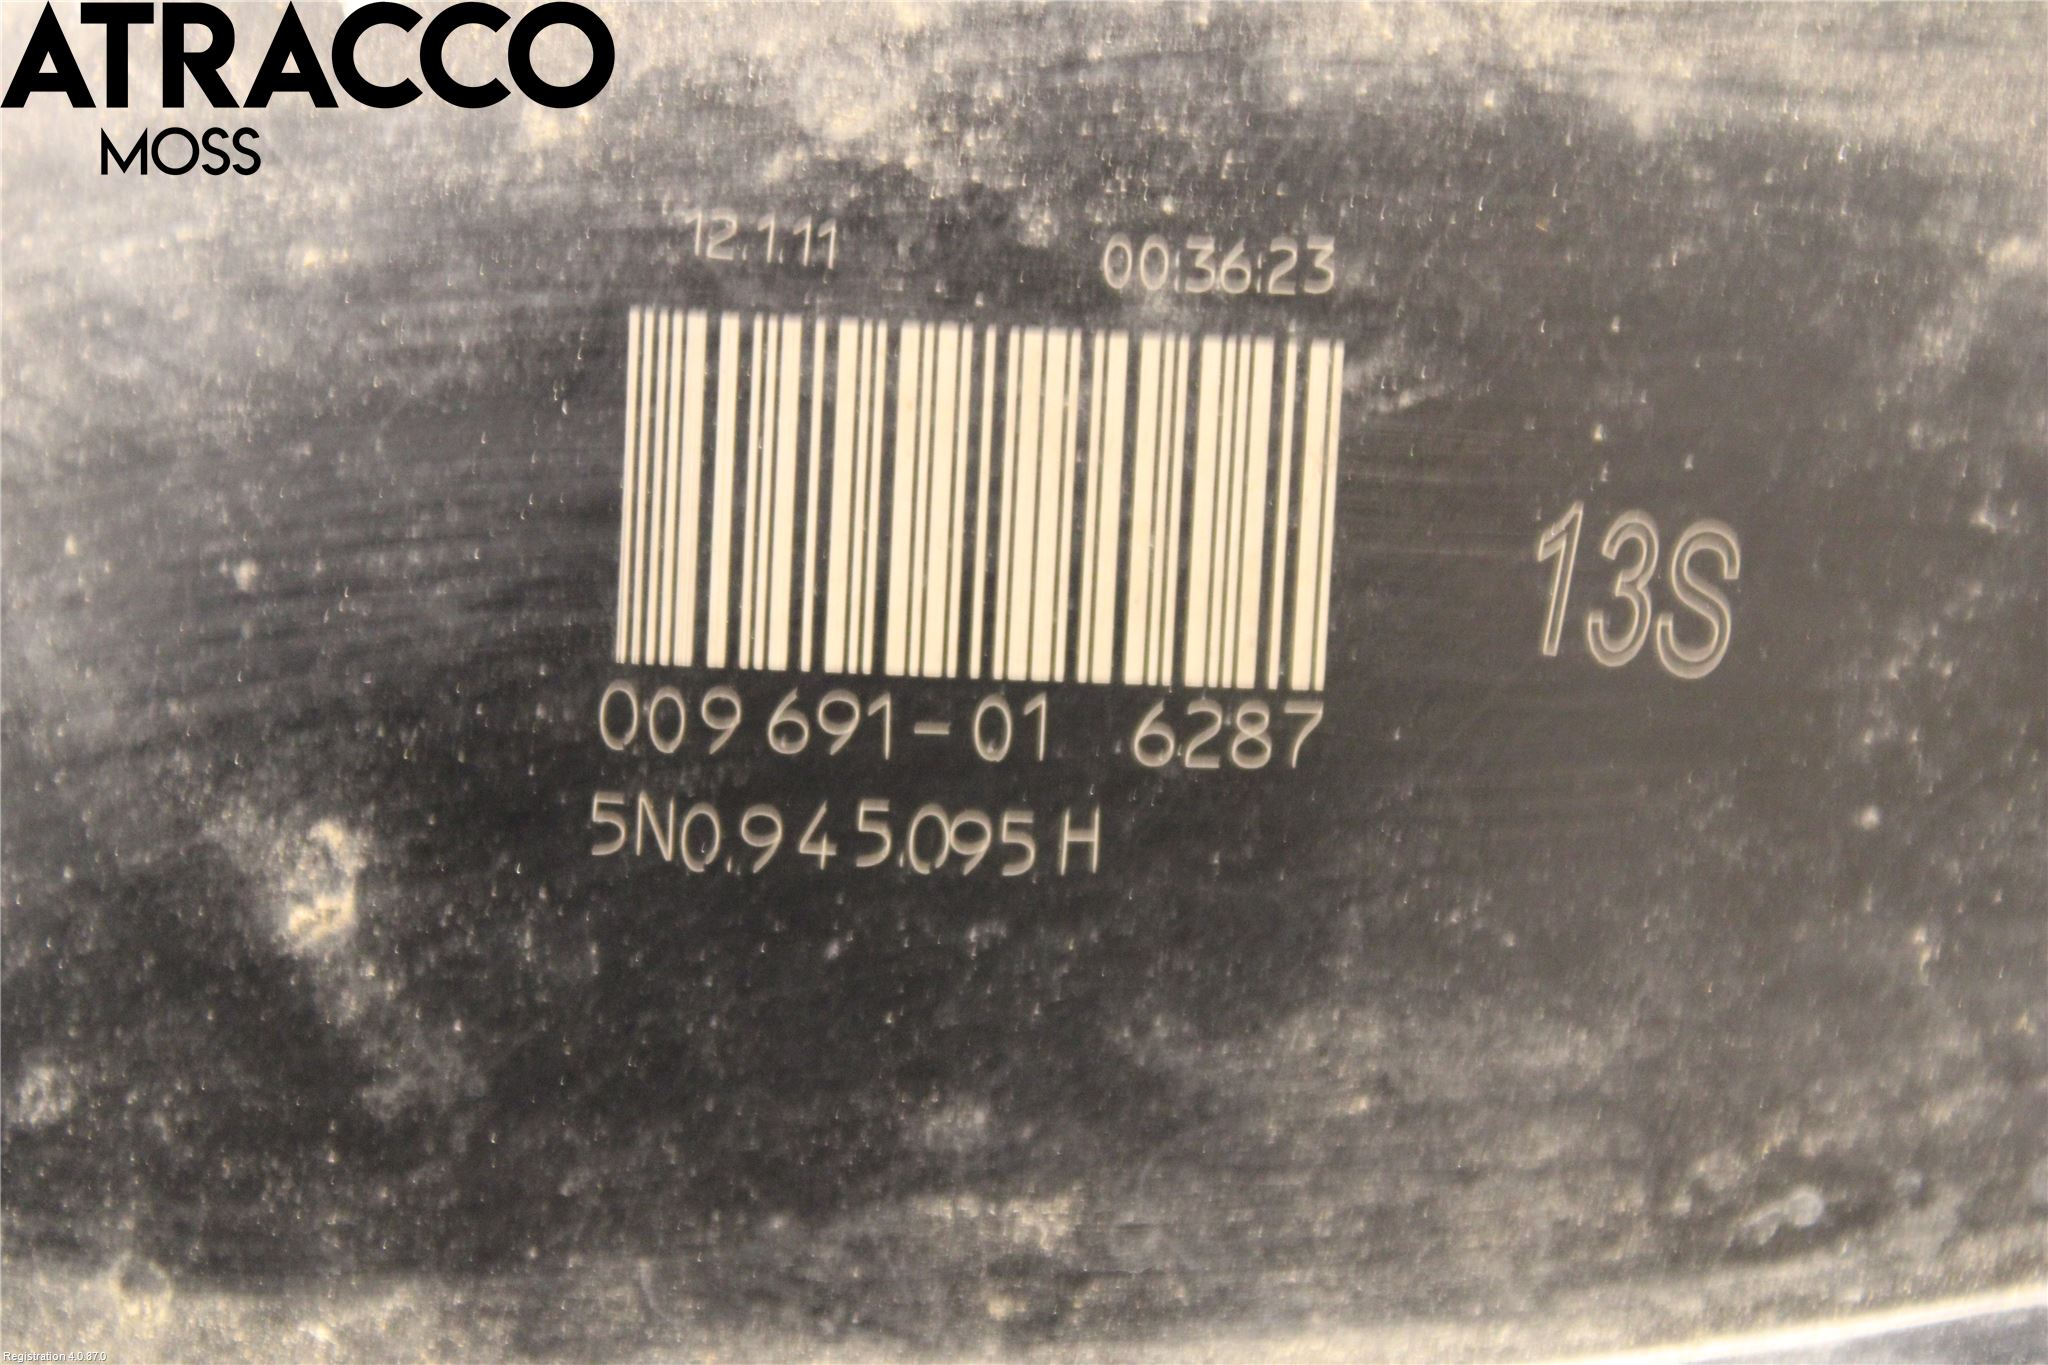 ATRACCO
MOSS
12.1.11 00:36:23
13S
009 691-01 6287
5N0.945.095 H
Registration 4.0.87.0